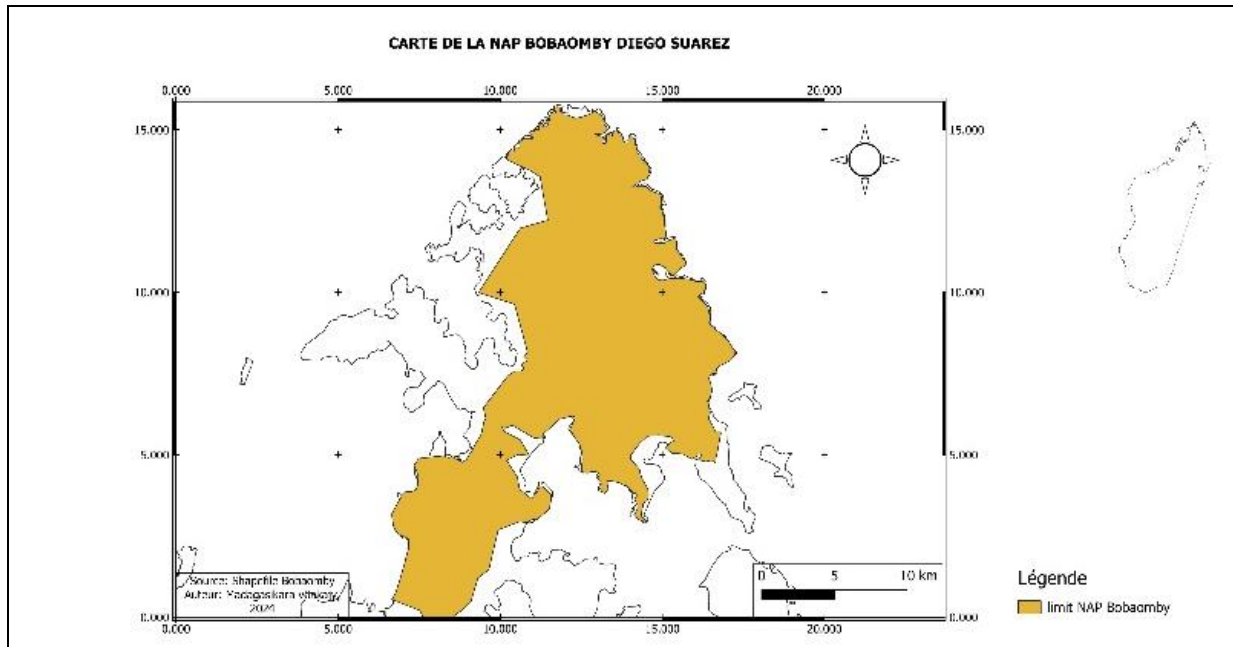 CARTE DE LA NAP BOBAOMBY DIEGO SUAREZ
0.000 5.000 10.000 15.000 20.000
15.000 15.000
10.000 10.000
5.000 5.000
0.000 0.000
Source: Shapefile Bobaomby
Auteur: Madagasikara
2024
0 5 10 km
0.000 5.000 10.000 15.000 20.000
Légende
limit NAP Bobaomby